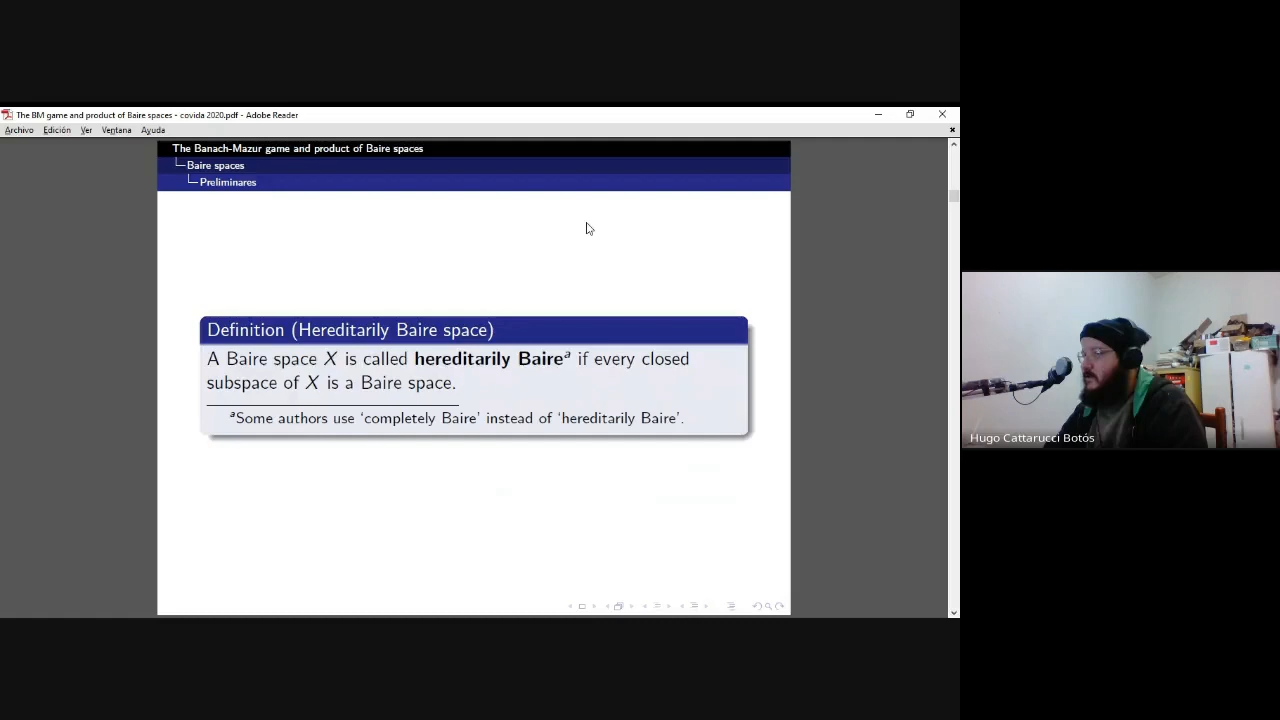 The BM game and product of Baire spaces - covida 2020.pdf - Adobe Reader
Archivo Edición Ver Ventana Ayuda
The Banach-Mazur game and product of Baire spaces
Baire spaces
Preliminares
Definition (Hereditarily Baire space)
A Baire space X is called hereditarily Baireᵃ if every closed
subspace of X is a Baire space.
ᵃSome authors use ‘completely Baire’ instead of ‘hereditarily Baire’.
Hugo Cattarucci Botós